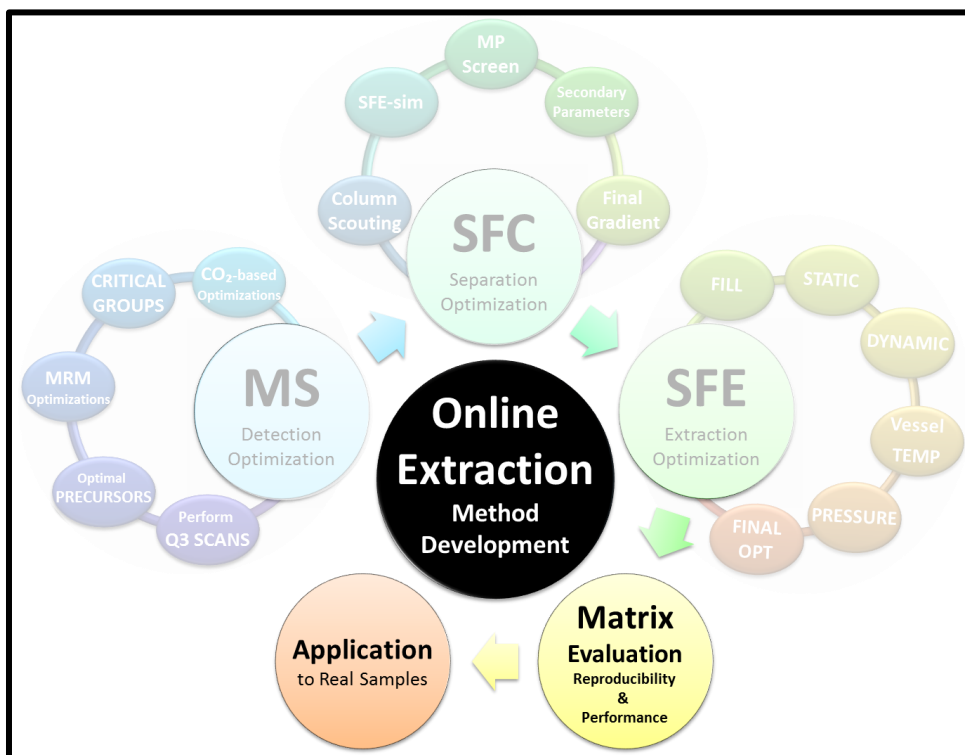 MP
Screen
SFE-sim
Secondary
Parameters
Column
Scouting
Final
Gradient
SFC
Separation
Optimization
CRITICAL
GROUPS
CO₂-based
Optimizations
MRM
Optimizations
Optimal
PRECURSORS
Perform
Q3 SCANS
MS
Detection
Optimization
FILL
STATIC
DYNAMIC
Vessel
TEMP
PRESSURE
FINAL
OPT
SFE
Extraction
Optimization
Online
Extraction
Method
Development
Matrix
Evaluation
Reproducibility
&
Performance
Application
to Real Samples